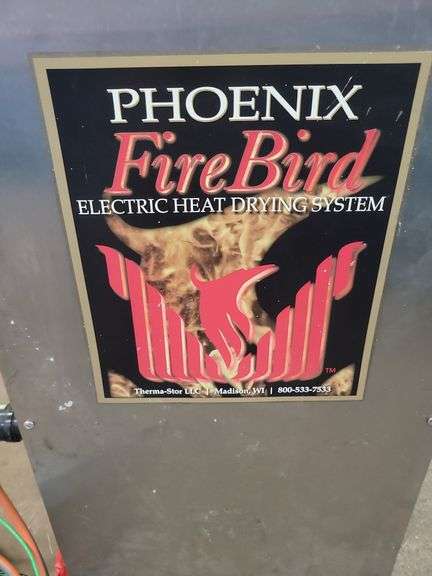 PHOENIX
FireBird
ELECTRIC HEAT DRYING SYSTEM
TM
Therma-Stor LLC | Madison, WI | 800-533-7533